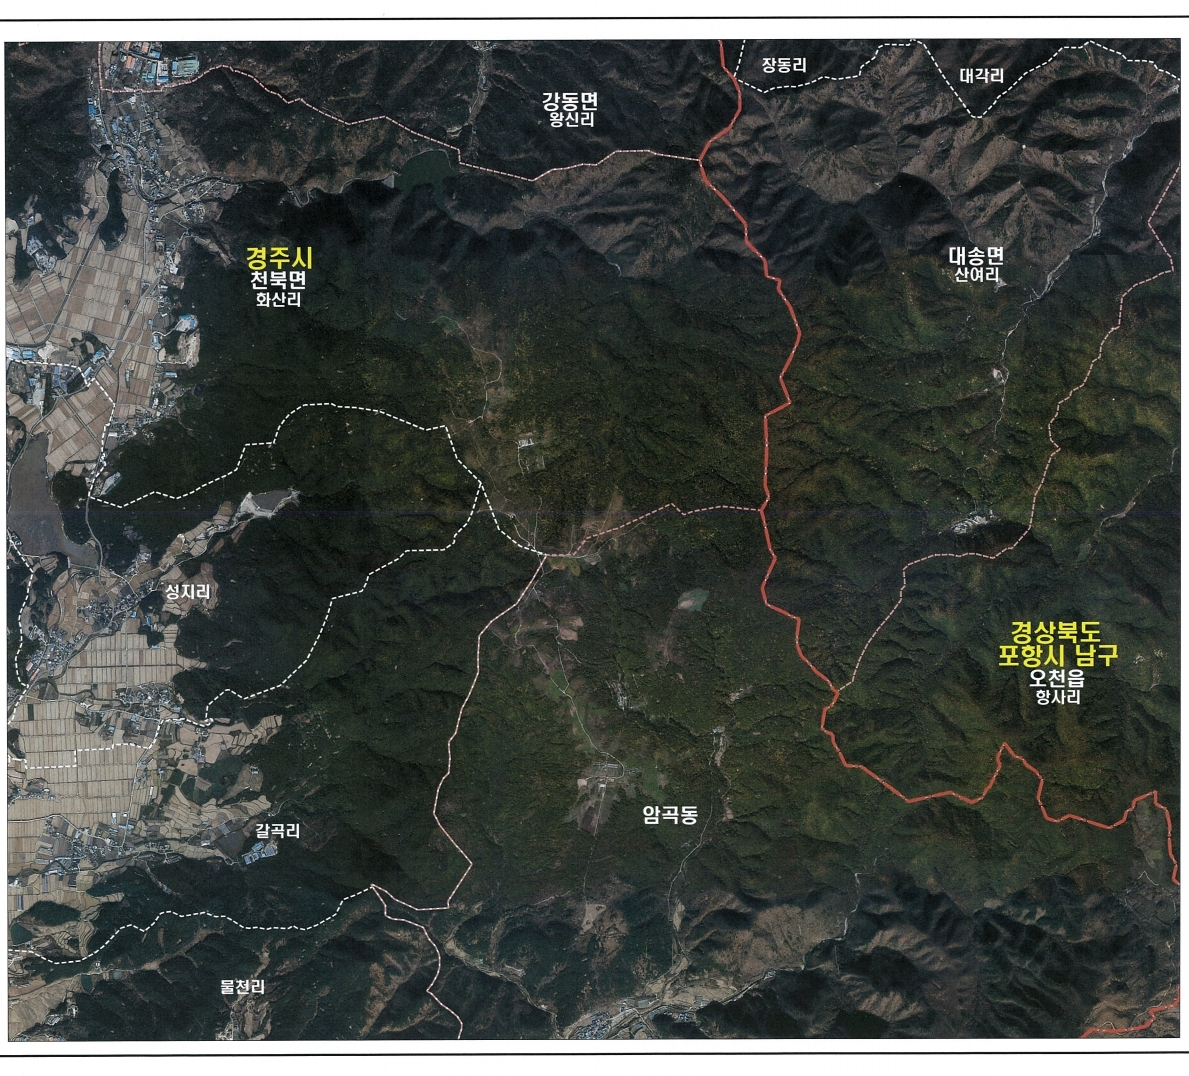 장동리
대각리
강동면
왕신리
경주시
천북면
화산리
대송면
산여리
성지리
경상북도
포항시 남구
오천읍
항사리
암곡동
갈곡리
물천리